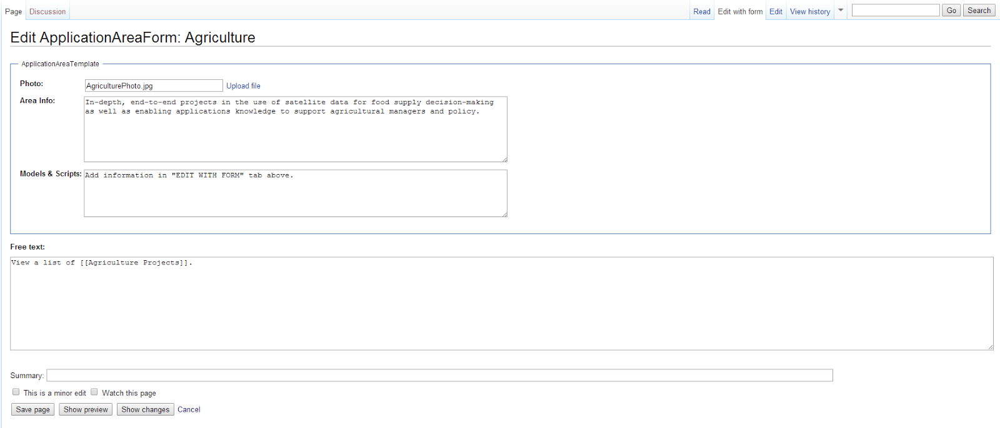 Page Discussion Read Edit with form Edit View history Go Search
Edit ApplicationAreaForm: Agriculture
ApplicationAreaTemplate
Photo: AgriculturePhoto.jpg Upload file
Area Info: In-depth, end-to-end projects in the use of satellite data for food supply decision-making
as well as enabling applications knowledge to support agricultural managers and policy.
Models & Scripts: Add information in "EDIT WITH FORM" tab above.
Free text:
View a list of [[Agriculture Projects]].
Summary:
This is a minor edit Watch this page
Save page Show preview Show changes Cancel